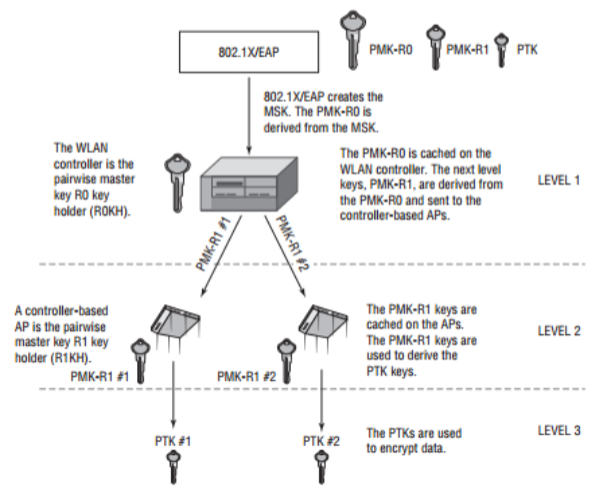 802.1X/EAP
PMK-R0
PMK-R1
PTK
802.1X/EAP creates the
MSK. The PMK-R0 is
derived from the MSK.
The WLAN
controller is the
pairwise master
key R0 key
holder (R0KH).
The PMK-R0 is cached on the
WLAN controller. The next level
keys, PMK-R1, are derived from
the PMK-R0 and sent to the
controller-based APs.
LEVEL 1
PMK-R1 #1
PMK-R1 #2
A controller-based
AP is the pairwise
master key R1 key
holder (R1KH).
PMK-R1 #1
PMK-R1 #2
The PMK-R1 keys are
cached on the APs.
The PMK-R1 keys are
used to derive the
PTK keys.
LEVEL 2
PTK #1
PTK #2
The PTKs are used
to encrypt data.
LEVEL 3